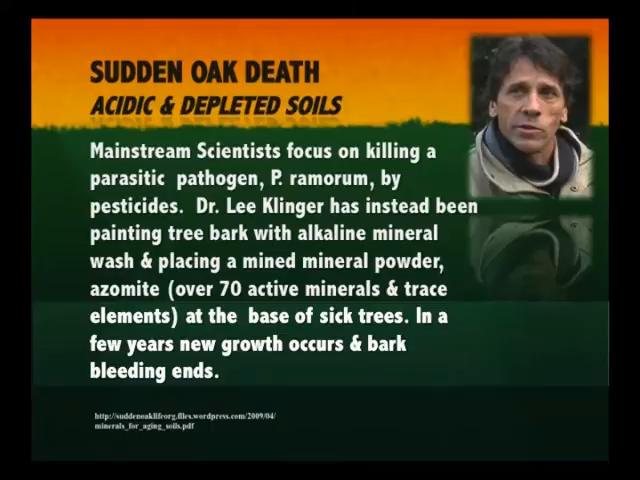 SUDDEN OAK DEATH
ACIDIC & DEPLETED SOILS
Mainstream Scientists focus on killing a
parasitic pathogen, P. ramorum, by
pesticides. Dr. Lee Klinger has instead been
painting tree bark with alkaline mineral
wash & placing a mined mineral powder,
azomite (over 70 active minerals & trace
elements) at the base of sick trees. In a
few years new growth occurs & bark
bleeding ends.
http://suddenoaklifeorg.files.wordpress.com/2009/04/
minerals_for_aging_soils.pdf